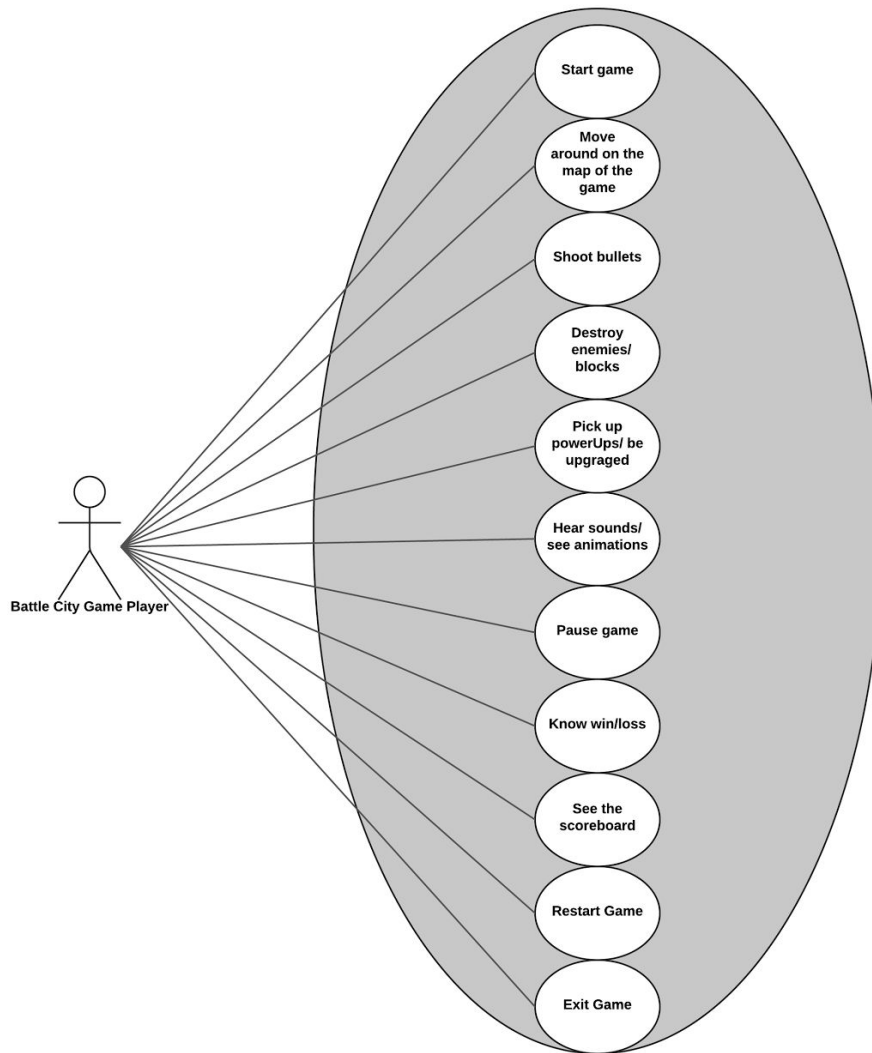 Start game
Move
around on the
map of the
game
Shoot bullets
Destroy
enemies/
blocks
Pick up
powerUps/ be
upgraged
Hear sounds/
see animations
Battle City Game Player
Pause game
Know win/loss
See the
scoreboard
Restart Game
Exit Game